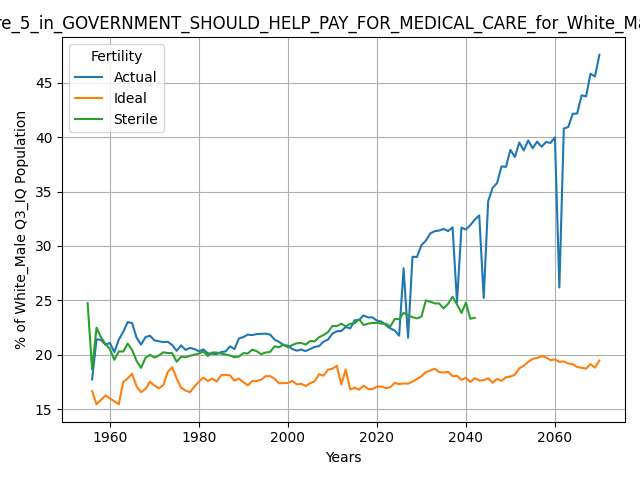 re_5_in_GOVERNMENT_SHOULD_HELP_PAY_FOR_MEDICAL_CARE_for_White_Ma
Fertility
Actual
Ideal
Sterile
% of White_Male Q3_IQ Population
45
40
35
30
25
20
15
1960
1980
2000
2020
2040
2060
Years